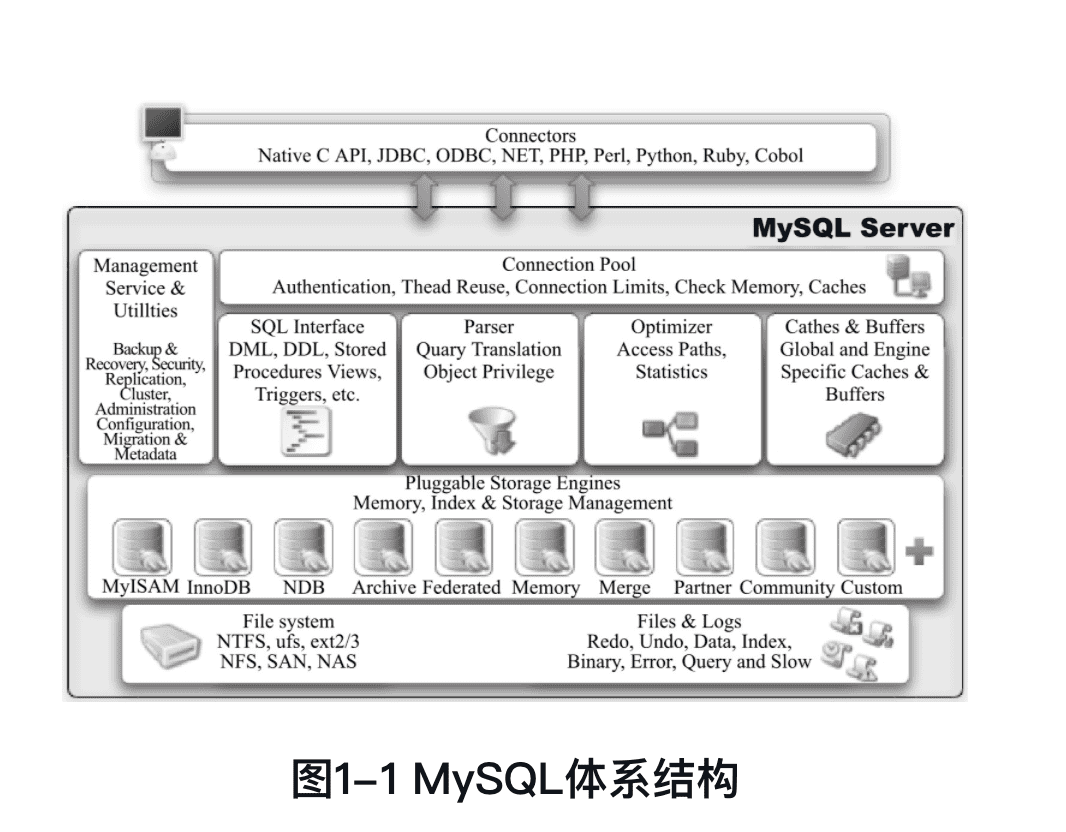 Connectors
Native C API, JDBC, ODBC, NET, PHP, Perl, Python, Ruby, Cobol
MySQL Server
Management
Service &
Utillties
Backup &
Recovery, Security,
Replication,
Cluster,
Administration
Configuration,
Migration &
Metadata
Connection Pool
Authentication, Thead Reuse, Connection Limits, Check Memory, Caches
SQL Interface
DML, DDL, Stored
Procedures Views,
Triggers, etc.
Parser
Quary Translation
Object Privilege
Optimizer
Access Paths,
Statistics
Cathes & Buffers
Global and Engine
Specific Caches &
Buffers
Pluggable Storage Engines
Memory, Index & Storage Management
MyISAM InnoDB NDB Archive Federated Memory Merge Partner Community Custom
File system
NTFS, ufs, ext2/3
NFS, SAN, NAS
Files & Logs
Redo, Undo, Data, Index,
Binary, Error, Query and Slow
图1-1 MySQL体系结构